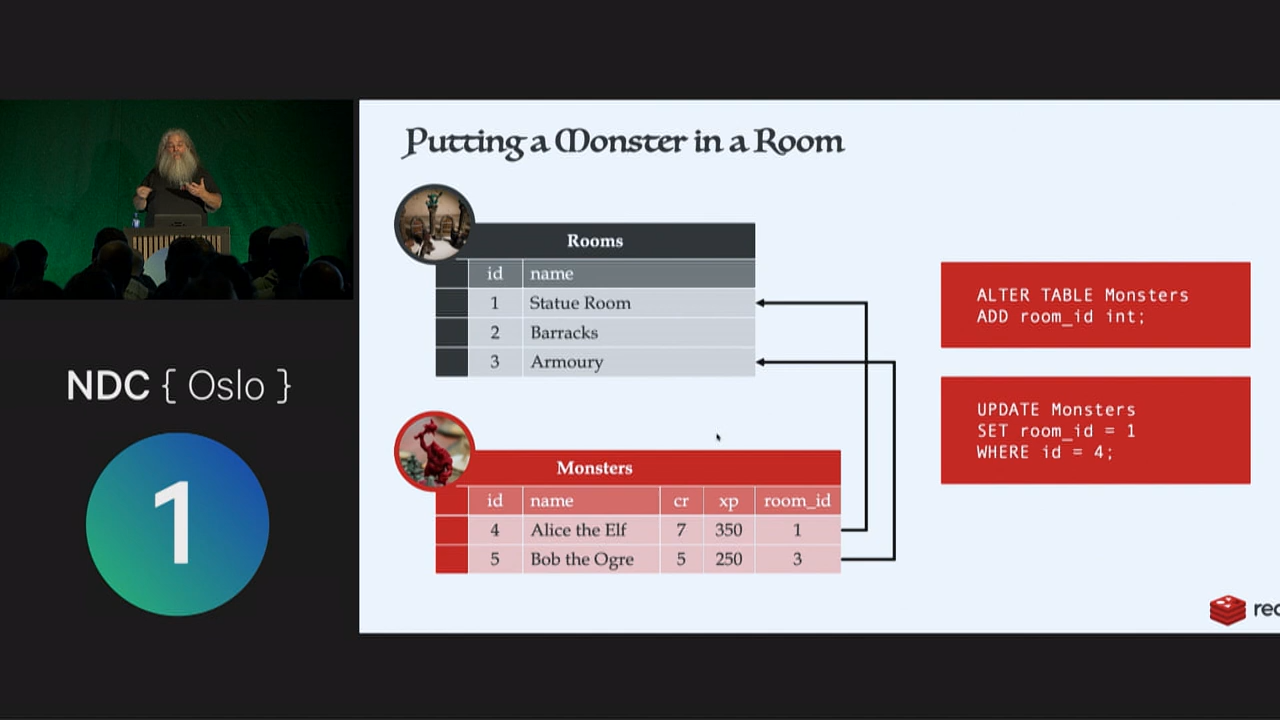 Putting a Monster in a Room
Rooms
id name
1 Statue Room
2 Barracks
3 Armoury
ALTER TABLE Monsters
ADD room_id int;
UPDATE Monsters
SET room_id = 1
WHERE id = 4;
Monsters
id name cr xp room_id
4 Alice the Elf 7 350 1
5 Bob the Ogre 5 250 3
NDC { Oslo }
1
red